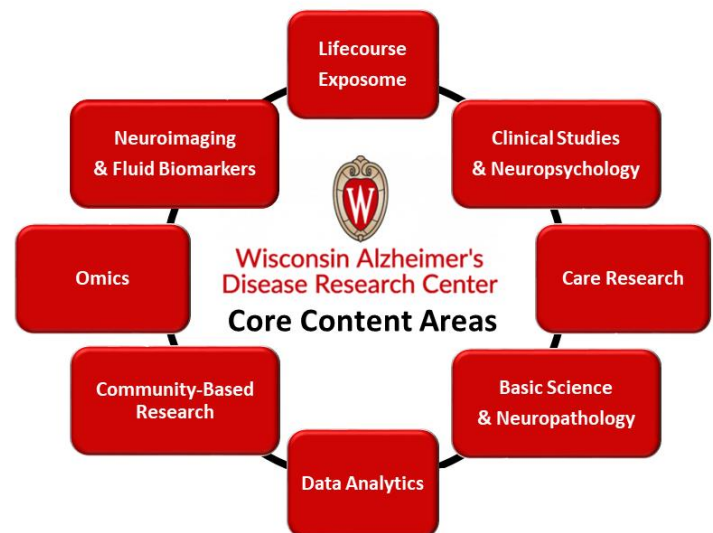 Lifecourse
Exposome
Neuroimaging
& Fluid Biomarkers
Clinical Studies
& Neuropsychology
W
Wisconsin Alzheimer's
Disease Research Center
Core Content Areas
Omics
Care Research
Community-Based
Research
Basic Science
& Neuropathology
Data Analytics